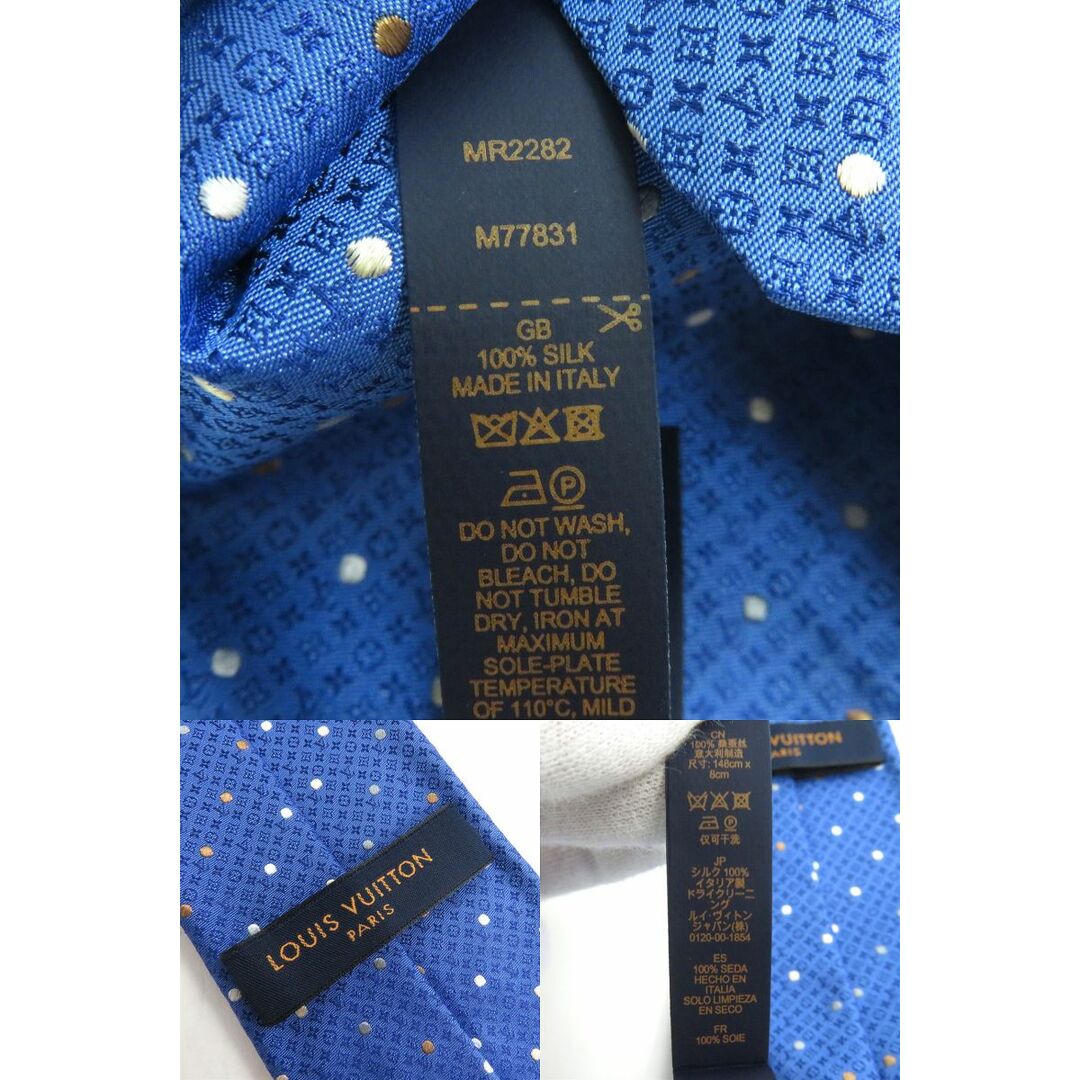 MR2282
M77831
GB
100% SILK
MADE IN ITALY
P
DO NOT WASH,
DO NOT
BLEACH, DO
NOT TUMBLE
DRY, IRON AT
MAXIMUM
SOLE-PLATE
TEMPERATURE
OF 110°C, MILD
LOUIS VUITTON
PARIS
CN
100% 桑蚕丝
意大利制造
尺寸: 148cm x
8cm
P
仅可干洗
JP
シルク 100%
イタリア製
ドライクリーニ
ング
ルイ・ヴィトン
ジャパン(株)
0120-00-1854
ES
100% SEDA
HECHO EN
ITALIA
SOLO LIMPIEZA
EN SECO
FR
100% SOIE
VUITTON
PARIS